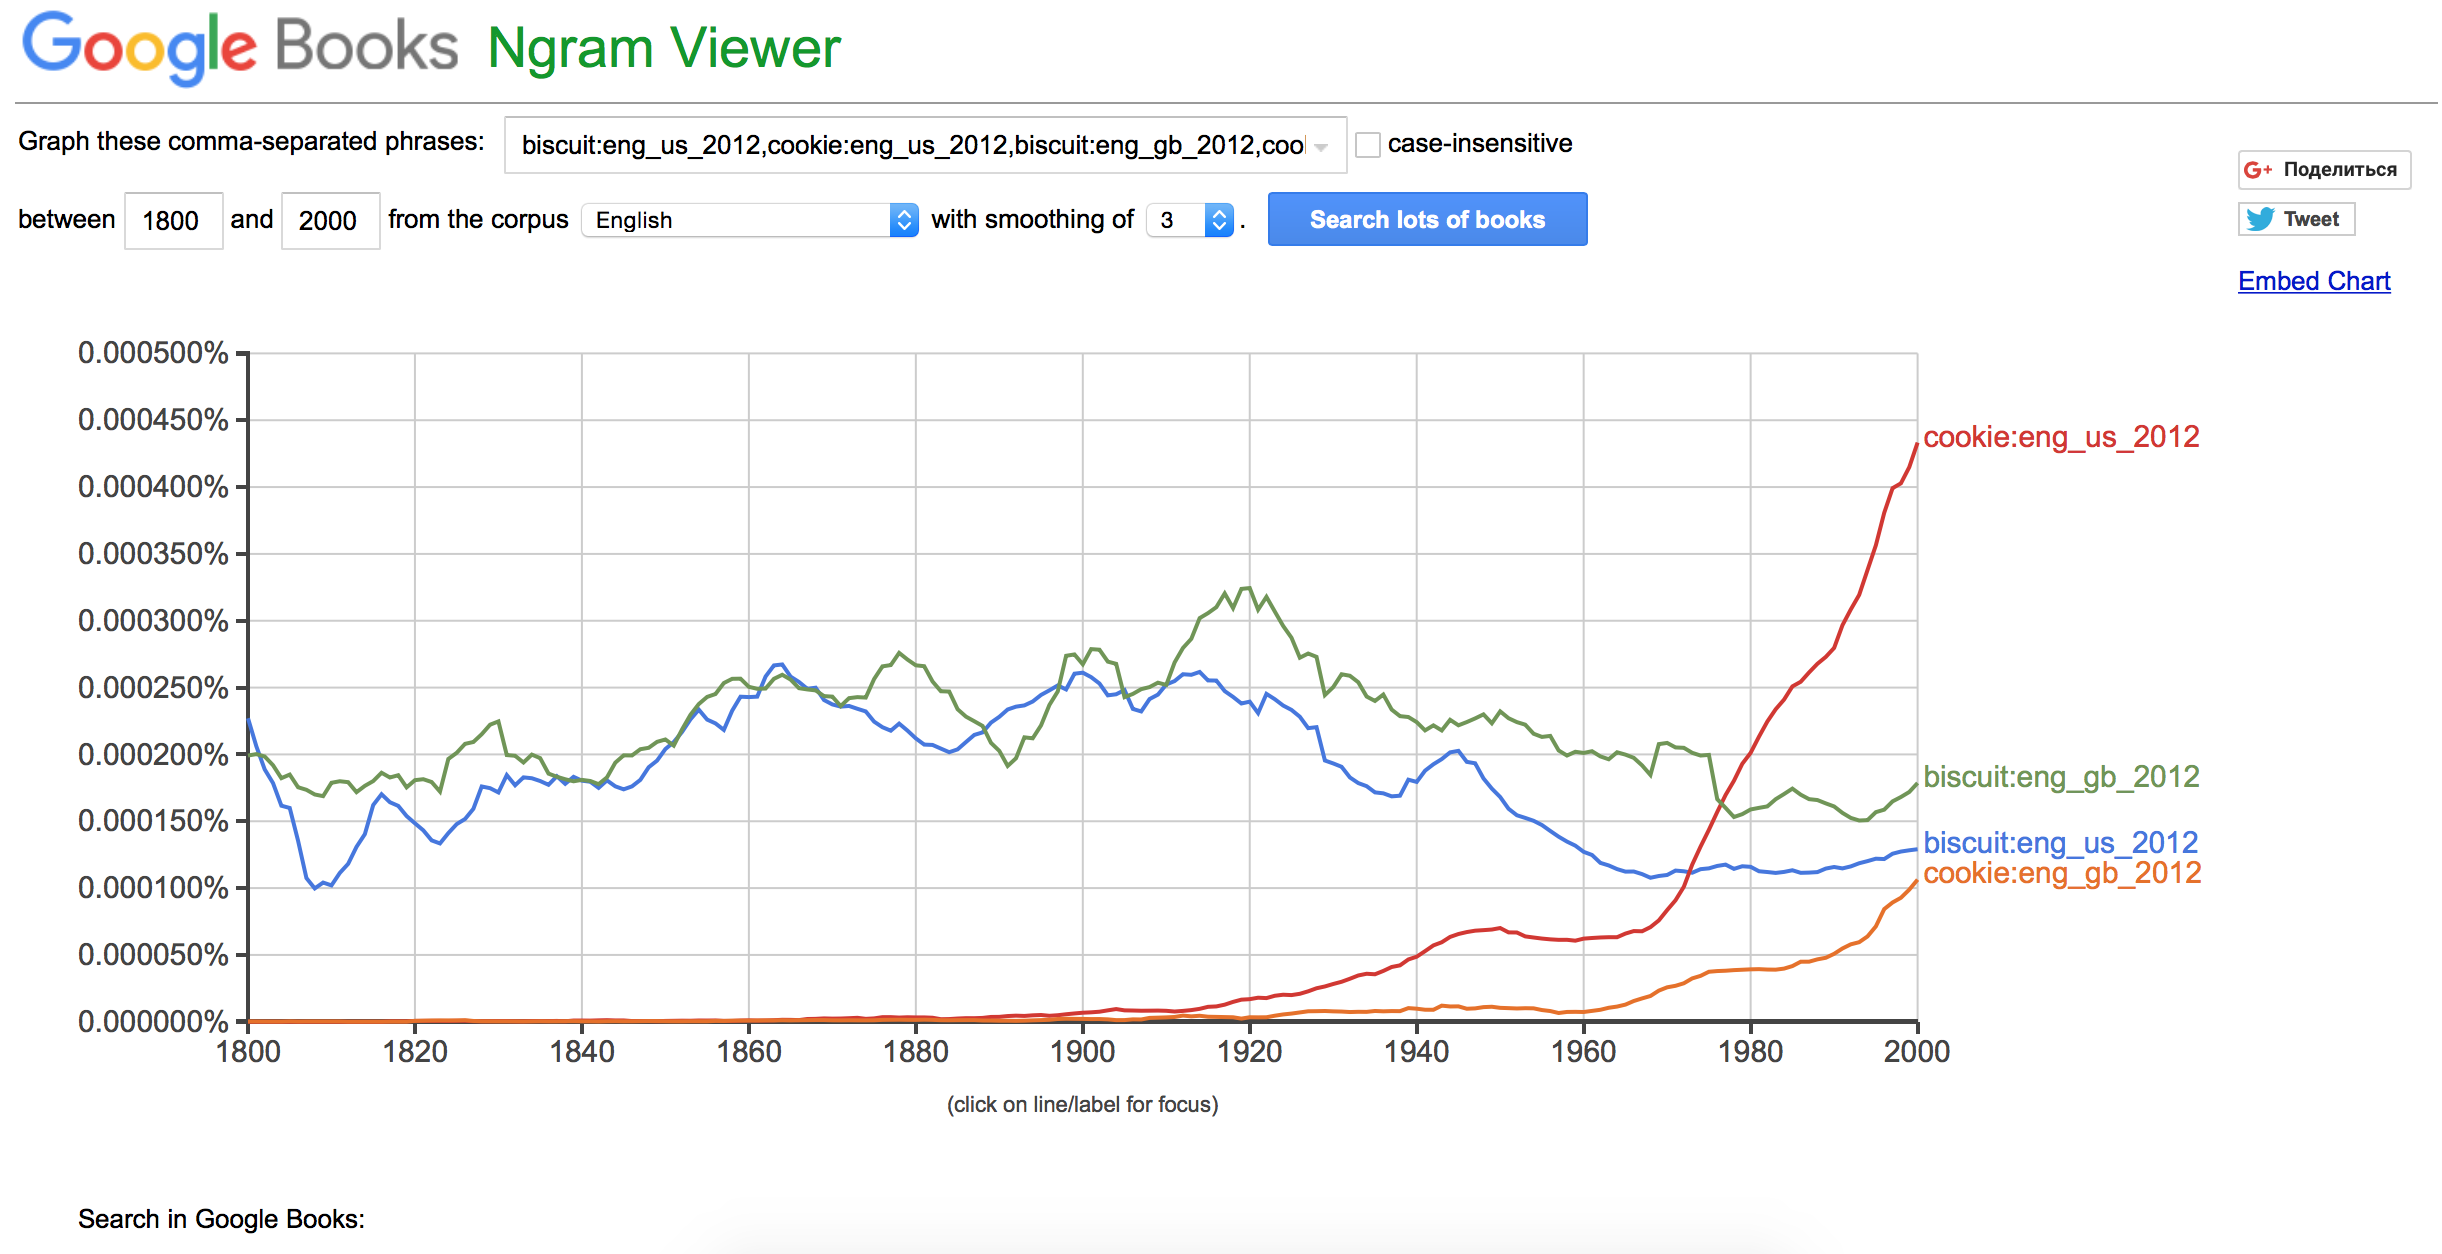 Google Books Ngram Viewer
Graph these comma-separated phrases: biscuit:eng_us_2012,cookie:eng_us_2012,biscuit:eng_gb_2012,coo case-insensitive
between 1800 and 2000 from the corpus English with smoothing of 3 . Search lots of books
G+ Поделиться
Tweet
Embed Chart
0.000500%
0.000450%
0.000400%
0.000350%
0.000300%
0.000250%
0.000200%
0.000150%
0.000100%
0.000050%
0.000000%
cookie:eng_us_2012
biscuit:eng_gb_2012
biscuit:eng_us_2012
cookie:eng_gb_2012
1800 1820 1840 1860 1880 1900 1920 1940 1960 1980 2000
(click on line/label for focus)
Search in Google Books: